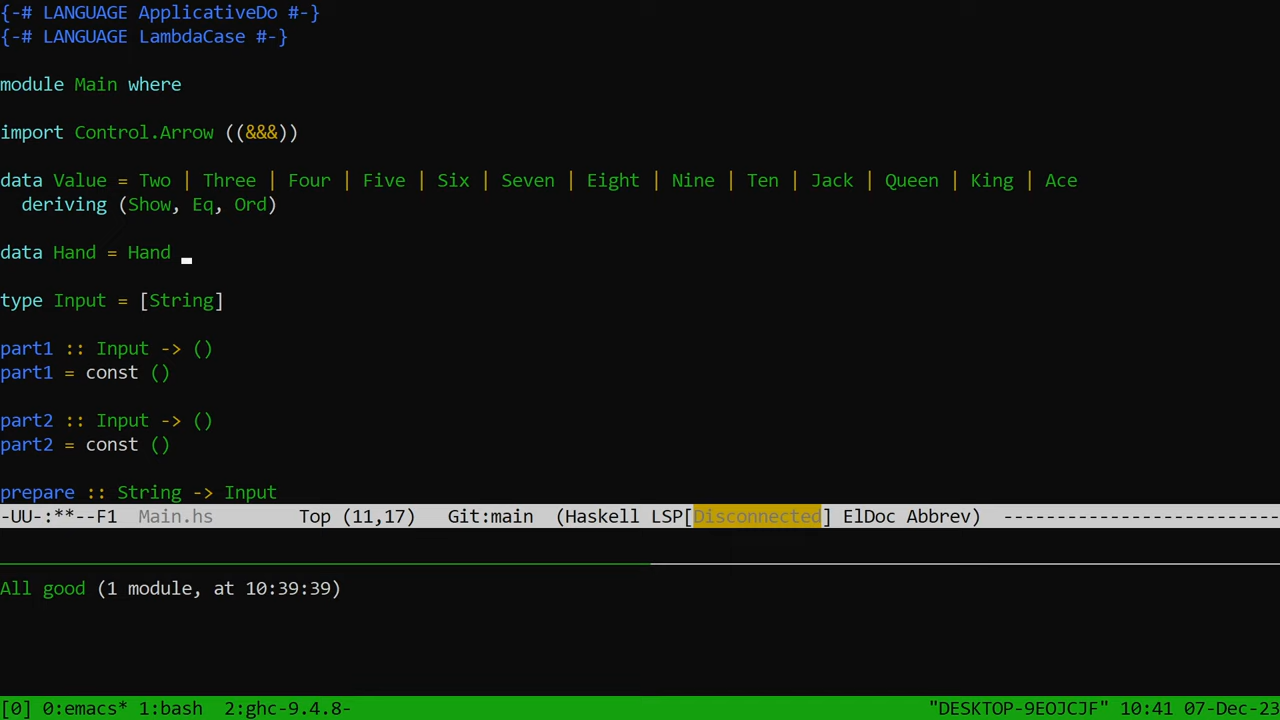 {-# LANGUAGE ApplicativeDo #-}
{-# LANGUAGE LambdaCase #-}
module Main where
import Control.Arrow ((&&&))
data Value = Two | Three | Four | Five | Six | Seven | Eight | Nine | Ten | Jack | Queen | King | Ace
  deriving (Show, Eq, Ord)
data Hand = Hand
type Input = [String]
part1 :: Input -> ()
part1 = const ()
part2 :: Input -> ()
part2 = const ()
prepare :: String -> Input
-UU-:**--F1  Main.hs        Top (11,17)   Git:main  (Haskell LSP[Disconnected] ElDoc Abbrev)  --------------------------
All good (1 module, at 10:39:39)
[0] 0:emacs* 1:bash  2:ghc-9.4.8-  "DESKTOP-9EOJCJF" 10:41 07-Dec-23